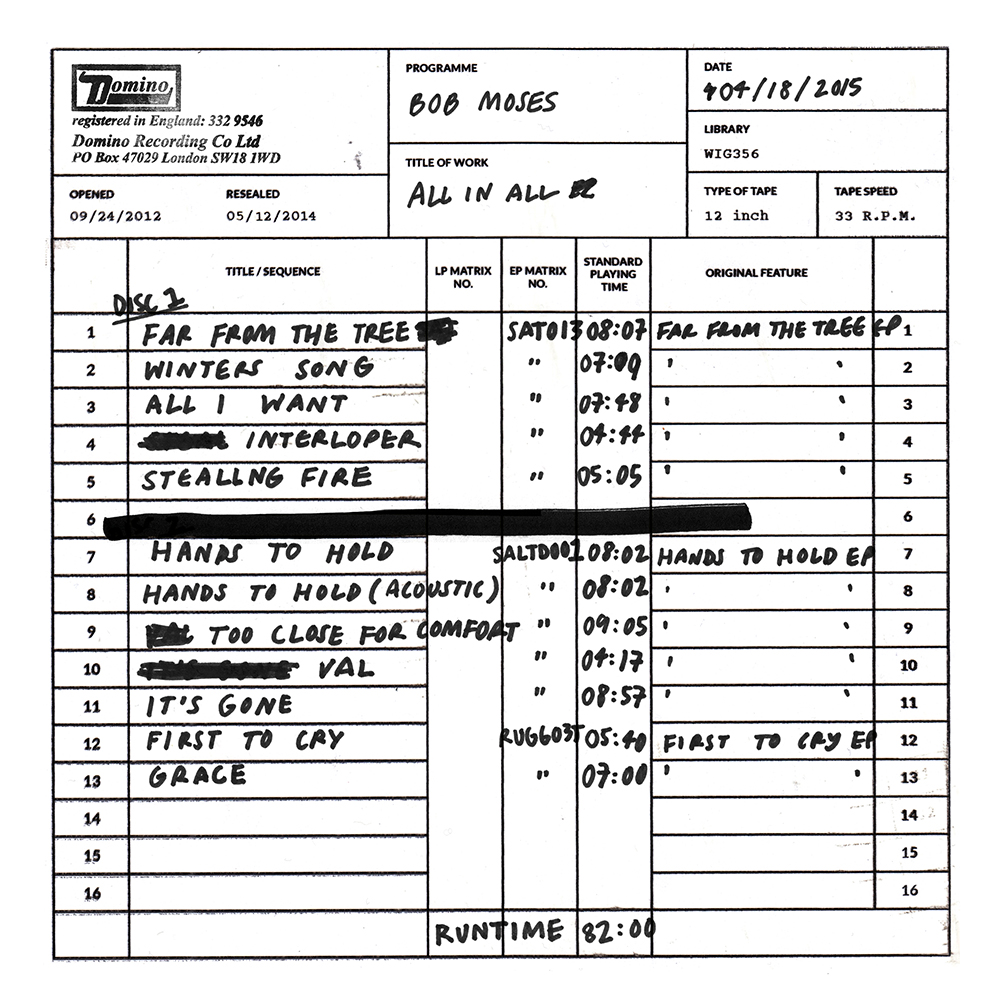 Domino
registered in England: 332 9546
Domino Recording Co Ltd
PO Box 47029 London SW18 1WD
PROGRAMME
BOB MOSES
DATE
04/18/2015
LIBRARY
WIG356
TITLE OF WORK
ALL IN ALL
OPENED RESEALED
09/24/2012 05/12/2014
TYPE OF TAPE TAPE SPEED
12 inch 33 R.P.M.
TITLE / SEQUENCE LP MATRIX NO. EP MATRIX NO. STANDARD PLAYING TIME ORIGINAL FEATURE
DISC 1
1 FAR FROM THE TREE SAT013 08:07 FAR FROM THE TREE EP 1
2 WINTERS SONG " 07:09 ' ' 2
3 ALL I WANT " 07:48 ' ' 3
4 INTERLOPER " 04:44 ' ' 4
5 STEALLNG FIRE " 05:05 ' ' 5
6 6
7 HANDS TO HOLD SALTD001 08:02 HANDS TO HOLD EP 7
8 HANDS TO HOLD (ACOUSTIC) " 08:02 ' ' 8
9 TOO CLOSE FOR COMFORT " 09:05 ' ' 9
10 VAL " 04:17 ' ' 10
11 IT'S GONE " 08:57 ' ' 11
12 FIRST TO CRY 05:40 FIRST TO CRY EP 12
13 GRACE " 07:00 ' ' 13
14 14
15 15
16 16
RUNTIME 82:00